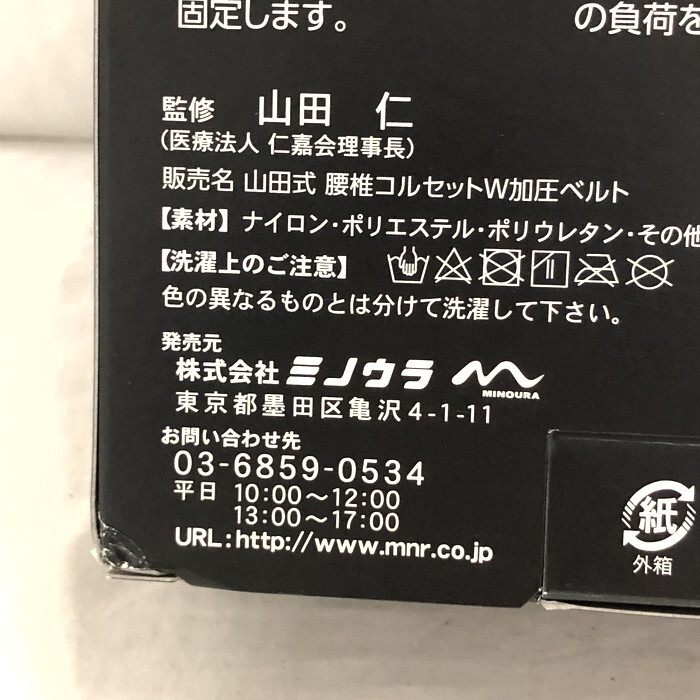 固定します。
の負荷を
監修 山田 仁
(医療法人 仁嘉会理事長)
販売名 山田式 腰椎コルセットW加圧ベルト
【素材】ナイロン・ポリエステル・ポリウレタン・その他
【洗濯上のご注意】
色の異なるものとは分けて洗濯して下さい。
発売元
株式会社 ミノウラ
MINOURA
東京都墨田区亀沢4-1-11
お問い合わせ先
03-6859-0534
平日 10:00～12:00
13:00～17:00
URL:http://www.mnr.co.jp
紙
外箱